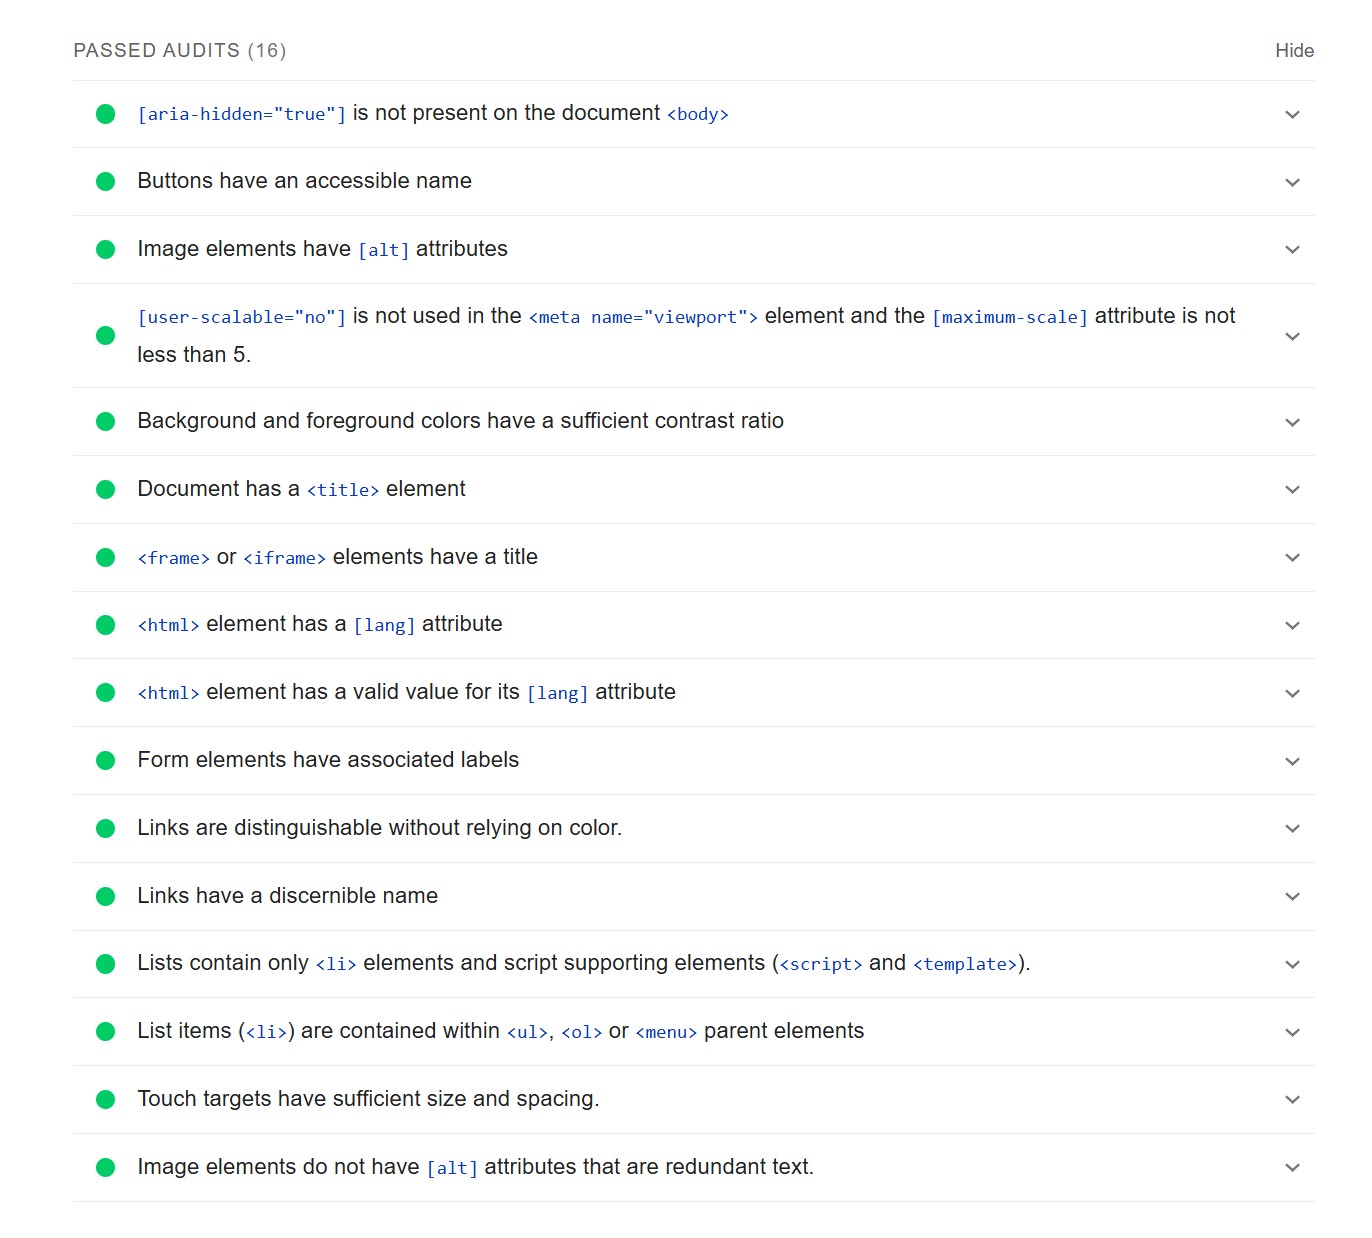 PASSED AUDITS (16)
Hide
[aria-hidden="true"] is not present on the document <body>
Buttons have an accessible name
Image elements have [alt] attributes
[user-scalable="no"] is not used in the <meta name="viewport"> element and the [maximum-scale] attribute is not
less than 5.
Background and foreground colors have a sufficient contrast ratio
Document has a <title> element
<frame> or <iframe> elements have a title
<html> element has a [lang] attribute
<html> element has a valid value for its [lang] attribute
Form elements have associated labels
Links are distinguishable without relying on color.
Links have a discernible name
Lists contain only <li> elements and script supporting elements (<script> and <template>).
List items (<li>) are contained within <ul>, <ol> or <menu> parent elements
Touch targets have sufficient size and spacing.
Image elements do not have [alt] attributes that are redundant text.